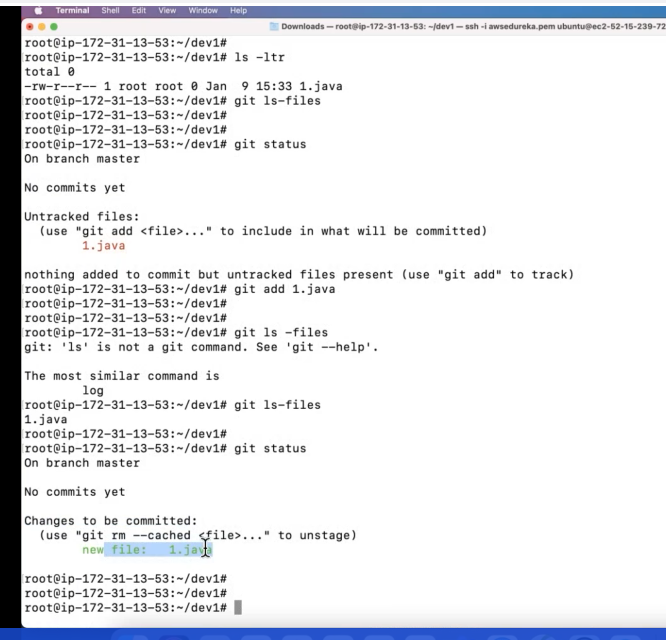 Terminal Shell Edit View Window Help
Downloads — root@ip-172-31-13-53: ~/dev1 — ssh -i awsedureka.pem ubuntu@ec2-52-15-239-72
root@ip-172-31-13-53:~/dev1#
root@ip-172-31-13-53:~/dev1# ls -ltr
total 0
-rw-r--r-- 1 root root 0 Jan  9 15:33 1.java
root@ip-172-31-13-53:~/dev1# git ls-files
root@ip-172-31-13-53:~/dev1#
root@ip-172-31-13-53:~/dev1#
root@ip-172-31-13-53:~/dev1# git status
On branch master
No commits yet
Untracked files:
(use "git add <file>..." to include in what will be committed)
1.java
nothing added to commit but untracked files present (use "git add" to track)
root@ip-172-31-13-53:~/dev1# git add 1.java
root@ip-172-31-13-53:~/dev1#
root@ip-172-31-13-53:~/dev1#
root@ip-172-31-13-53:~/dev1# git ls -files
git: 'ls' is not a git command. See 'git --help'.
The most similar command is
log
root@ip-172-31-13-53:~/dev1# git ls-files
1.java
root@ip-172-31-13-53:~/dev1#
root@ip-172-31-13-53:~/dev1# git status
On branch master
No commits yet
Changes to be committed:
(use "git rm --cached <file>..." to unstage)
new file:   1.java
root@ip-172-31-13-53:~/dev1#
root@ip-172-31-13-53:~/dev1#
root@ip-172-31-13-53:~/dev1#